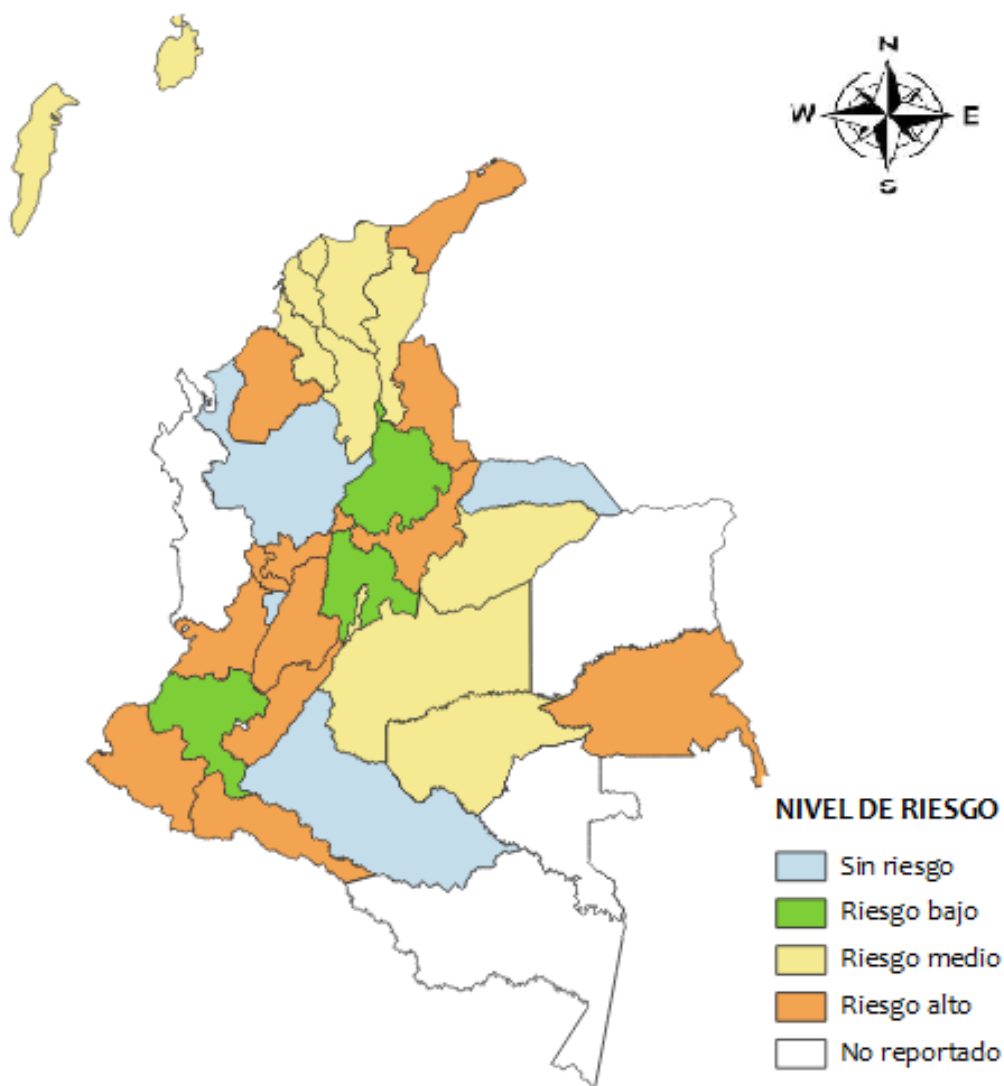 N
W E
S
NIVEL DE RIESGO
Sin riesgo
Riesgo bajo
Riesgo medio
Riesgo alto
No reportado